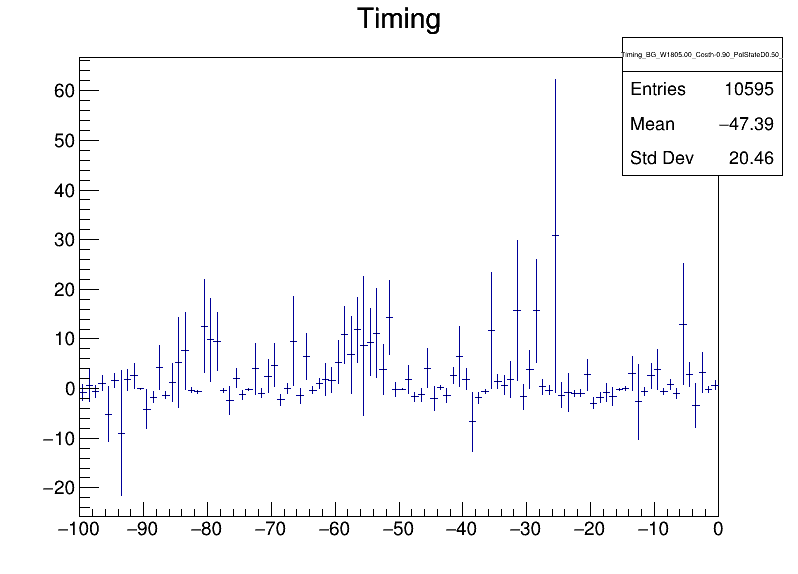 Timing
Timing_BG_W1805.00_Costh-0.90_PolStateD0.50_
Entries 10595
Mean −47.39
Std Dev 20.46
60
50
40
30
20
10
0
−10
−20
−100 −90 −80 −70 −60 −50 −40 −30 −20 −10 0